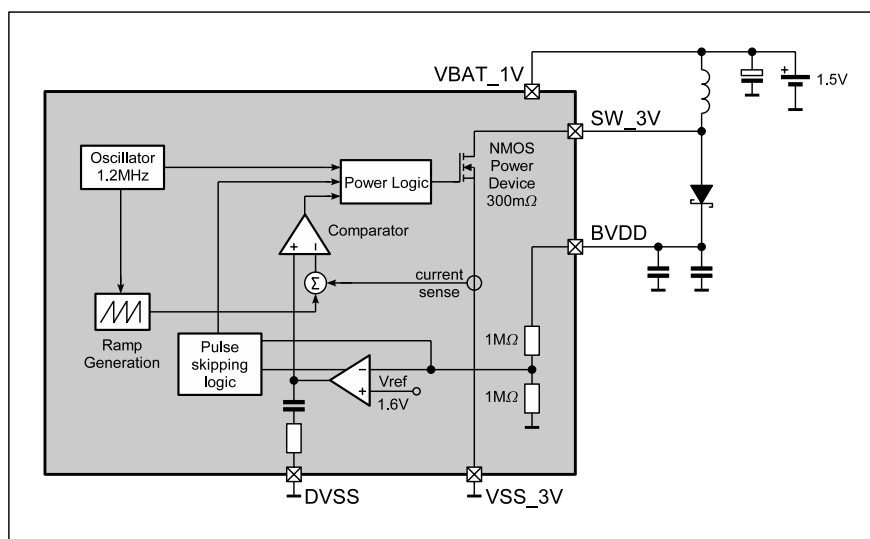 VBAT_1V
+
1.5V
SW_3V
Oscillator
1.2MHz
Power Logic
NMOS
Power
Device
300mΩ
Comparator
+ −
BVDD
Σ
current
sense
Ramp
Generation
Pulse
skipping
logic
1MΩ
−
+
Vref
1.6V
1MΩ
DVSS
VSS_3V